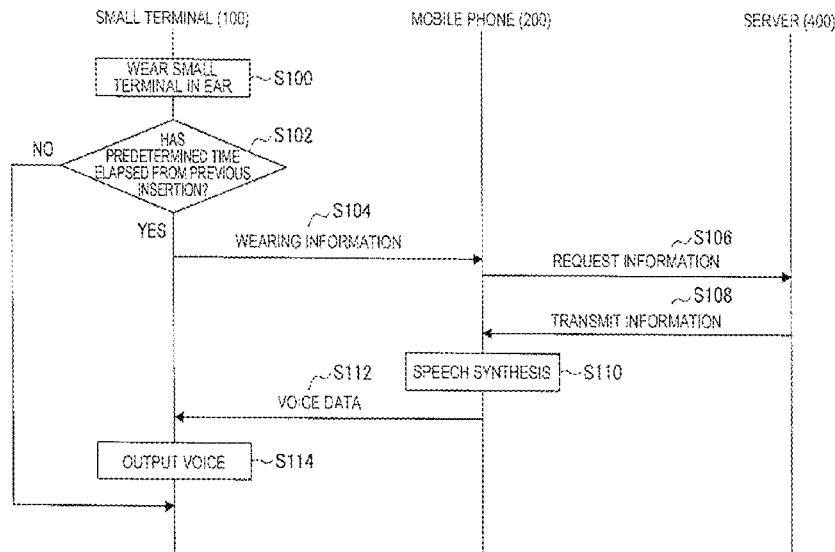 SMALL TERMINAL (100)
MOBILE PHONE (200)
SERVER (400)
WEAR SMALL
TERMINAL IN EAR
S100
HAS
PREDETERMINED TIME
ELAPSED FROM PREVIOUS
INSERTION?
S102
NO
YES
S104
WEARING INFORMATION
S106
REQUEST INFORMATION
S108
TRANSMIT INFORMATION
SPEECH SYNTHESIS
S110
S112
VOICE DATA
OUTPUT VOICE
S114